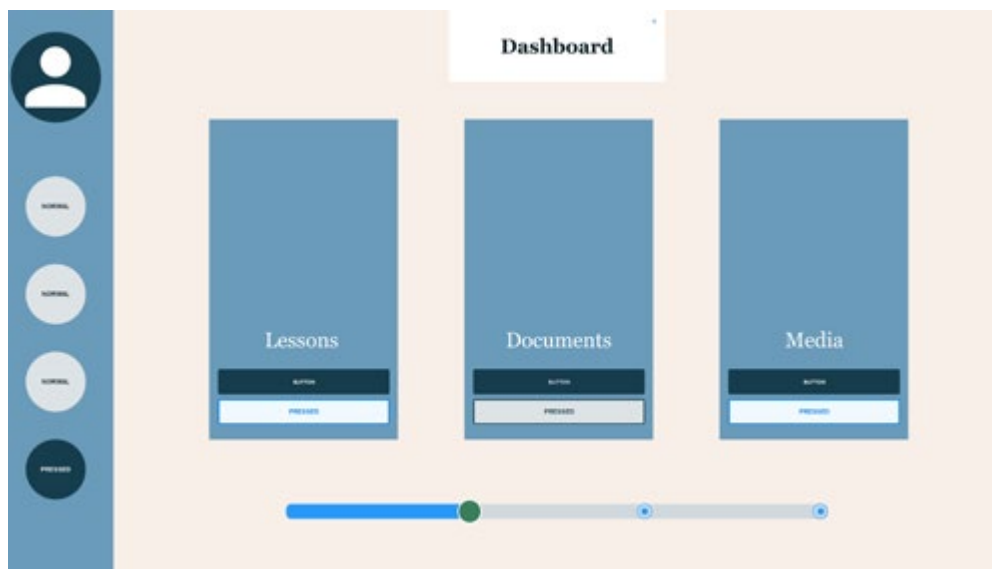 Dashboard
NORMAL
NORMAL
NORMAL
PRESSED
Lessons
BUTTON
PRESSED
Documents
BUTTON
PRESSED
Media
BUTTON
PRESSED